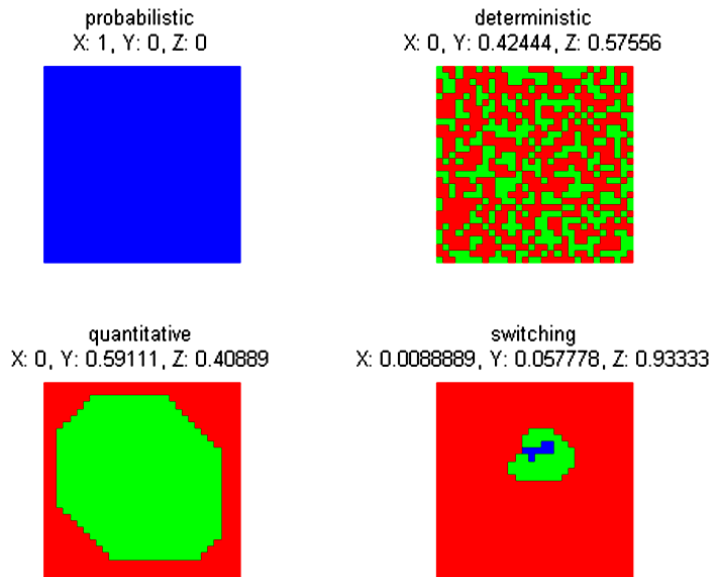 probabilistic
X: 1, Y: 0, Z: 0
deterministic
X: 0, Y: 0.42444, Z: 0.57556
quantitative
X: 0, Y: 0.59111, Z: 0.40889
switching
X: 0.0088889, Y: 0.057778, Z: 0.93333